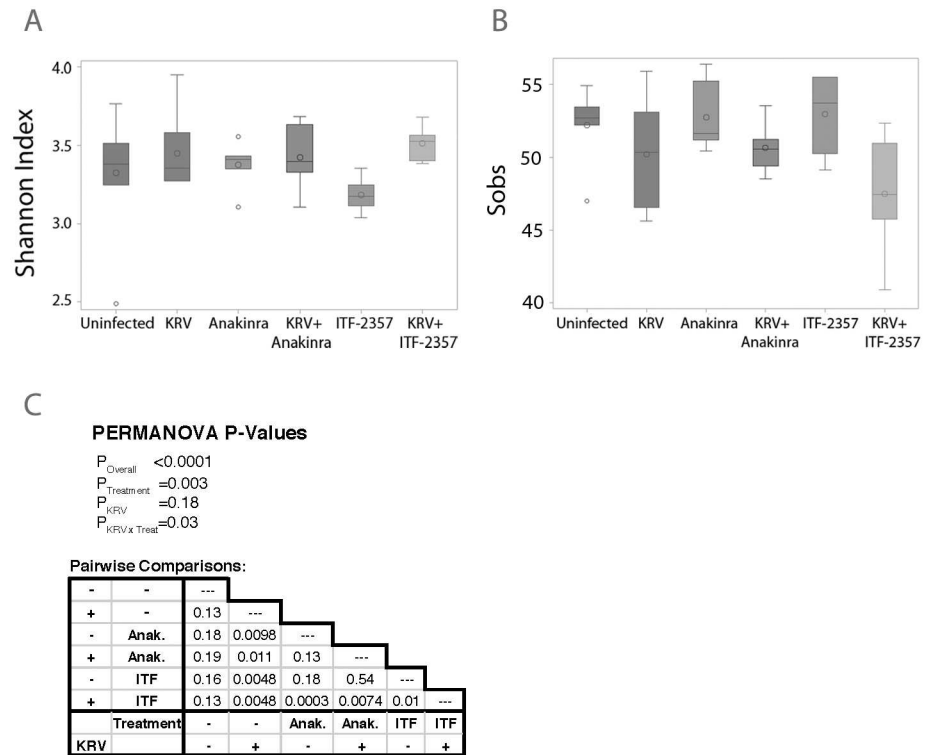 A
Shannon Index
4.0
3.5
3.0
2.5
Uninfected KRV Anakinra KRV+ ITF-2357 KRV+
Anakinra ITF-2357
B
Sobs
55
50
45
40
Uninfected KRV Anakinra KRV+ ITF-2357 KRV+
Anakinra ITF-2357
C
PERMANOVA P-Values
P Overall <0.0001
P Treatment =0.003
P KRV =0.18
P KRV x Treat =0.03
Pairwise Comparisons:
- - ---
+ - 0.13 ---
- Anak. 0.18 0.0098 ---
+ Anak. 0.19 0.011 0.13 ---
- ITF 0.16 0.0048 0.18 0.54 ---
+ ITF 0.13 0.0048 0.0003 0.0074 0.01 ---
Treatment - - Anak. Anak. ITF ITF
KRV - + - + - +